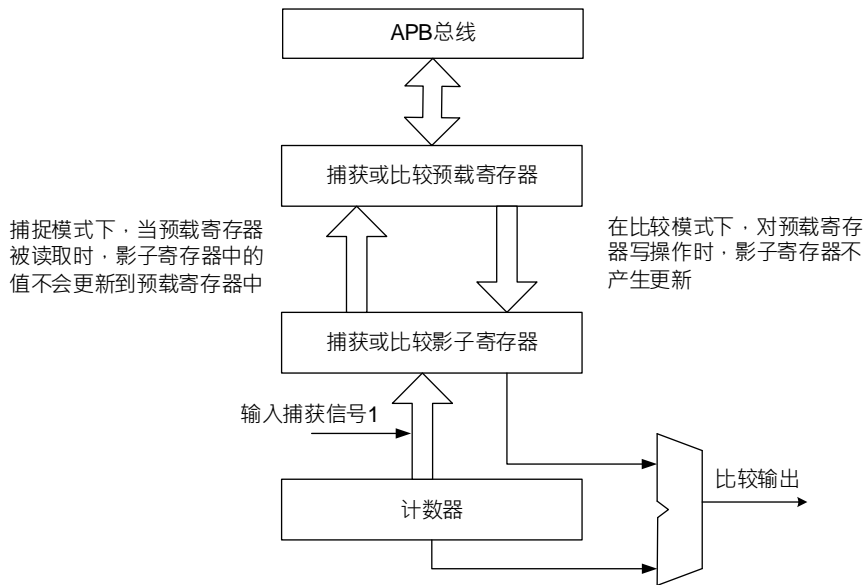 APB总线
捕获或比较预载寄存器
捕捉模式下，当预载寄存器
被读取时，影子寄存器中的
值不会更新到预载寄存器中
在比较模式下，对预载寄存
器写操作时，影子寄存器不
产生更新
捕获或比较影子寄存器
输入捕获信号1
计数器
比较输出